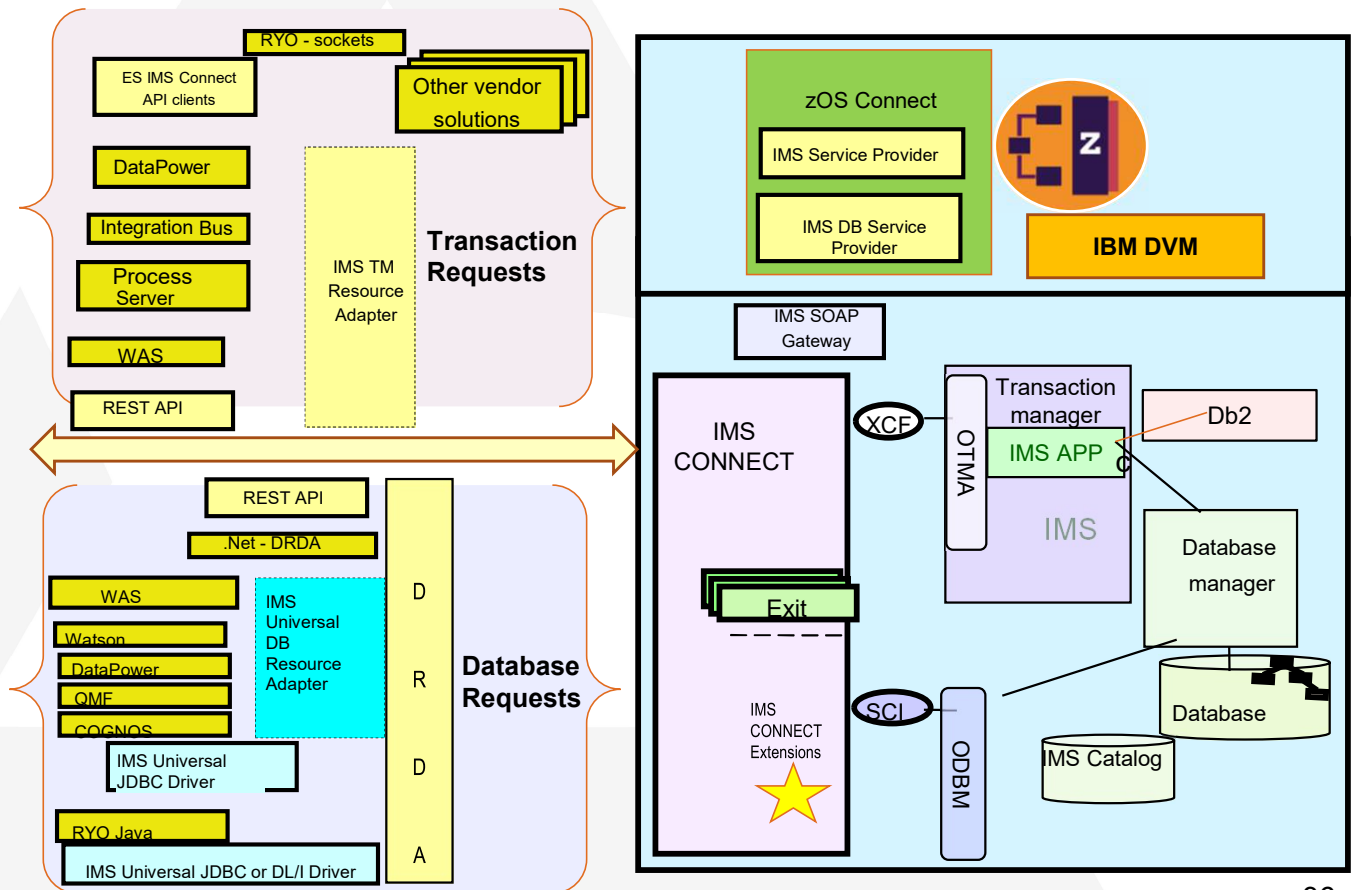 RYO - sockets
ES IMS Connect
API clients
Other vendor
solutions
DataPower
Integration Bus
Process
Server
WAS
REST API
IMS TM
Resource
Adapter
Transaction
Requests
REST API
.Net - DRDA
WAS
Watson
DataPower
QMF
COGNOS
IMS
Universal
DB
Resource
Adapter
IMS Universal
JDBC Driver
RYO Java
IMS Universal JDBC or DL/I Driver
D
R
D
A
Database
Requests
zOS Connect
IMS Service Provider
IMS DB Service
Provider
Z
IBM DVM
IMS SOAP
Gateway
IMS
CONNECT
XCF
OTMA
Transaction
manager
IMS APP
C
IMS
Db2
Database
manager
Exit
IMS
CONNECT
Extensions
SCI
ODBM
Database
IMS Catalog